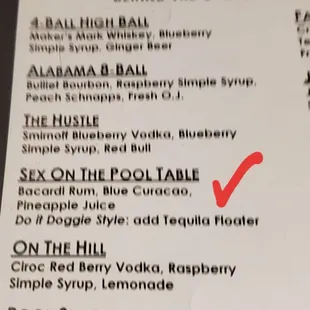 4-BALL HIGH BALL
Maker's Mark Whiskey, Blueberry
Simple Syrup, Ginger Beer
ALABAMA 8-BALL
Bulliet Bourbon, Raspberry Simple Syrup,
Peach Schnapps, Fresh O.J.
THE HUSTLE
Smirnoff Blueberry Vodka, Blueberry
Simple Syrup, Red Bull
SEX ON THE POOL TABLE
Bacardi Rum, Blue Curacao,
Pineapple Juice
Do it Doggie Style: add Tequila Floater
ON THE HILL
Ciroc Red Berry Vodka, Raspberry
Simple Syrup, Lemonade